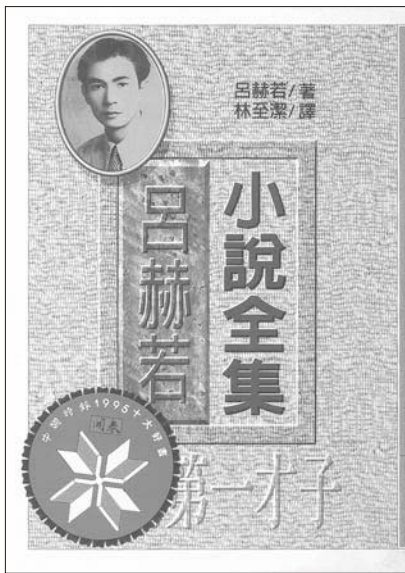 呂赫若/著
林至潔/譯
呂赫若
小說全集
中國時報1995十大好書
開卷
第一才子